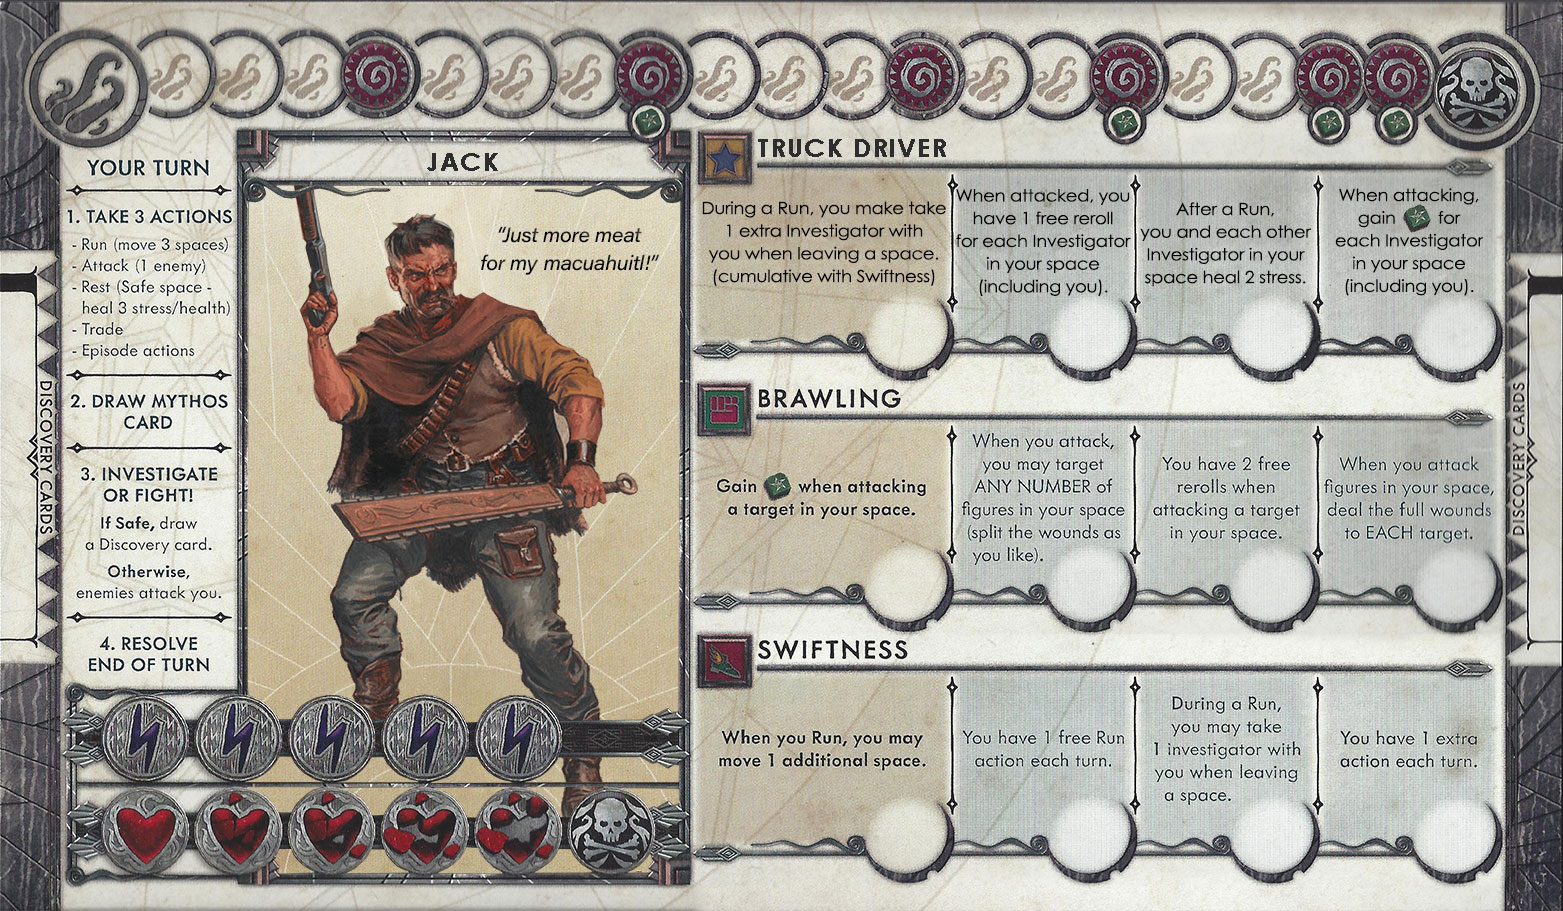 YOUR TURN
1. TAKE 3 ACTIONS
- Run (move 3 spaces)
- Attack (1 enemy)
- Rest (Safe space -
heal 3 stress/health)
- Trade
- Episode actions
2. DRAW MYTHOS
CARD
3. INVESTIGATE
OR FIGHT!
If Safe, draw
a Discovery card.
Otherwise,
enemies attack you.
4. RESOLVE
END OF TURN
DISCOVERY CARDS
JACK
"Just more meat
for my macuahuitl!"
TRUCK DRIVER
During a Run, you make take
1 extra Investigator with
you when leaving a space.
(cumulative with Swiftness)
When attacked, you
have 1 free reroll
for each Investigator
in your space
(including you).
After a Run,
you and each other
Investigator in your
space heal 2 stress.
When attacking,
gain for
each Investigator
in your space
(including you).
BRAWLING
Gain when attacking
a target in your space.
When you attack,
you may target
ANY NUMBER of
figures in your space
(split the wounds as
you like).
You have 2 free
rerolls when
attacking a target
in your space.
When you attack
figures in your space,
deal the full wounds
to EACH target.
SWIFTNESS
When you Run, you may
move 1 additional space.
You have 1 free Run
action each turn.
During a Run,
you may take
1 investigator with
you when leaving
a space.
You have 1 extra
action each turn.
DISCOVERY CARDS